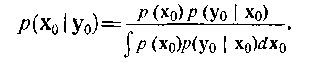 p(x₀ | y₀) = p(x₀) p(y₀ | x₀) / ∫ p(x₀)p(y₀ | x₀)dx₀.